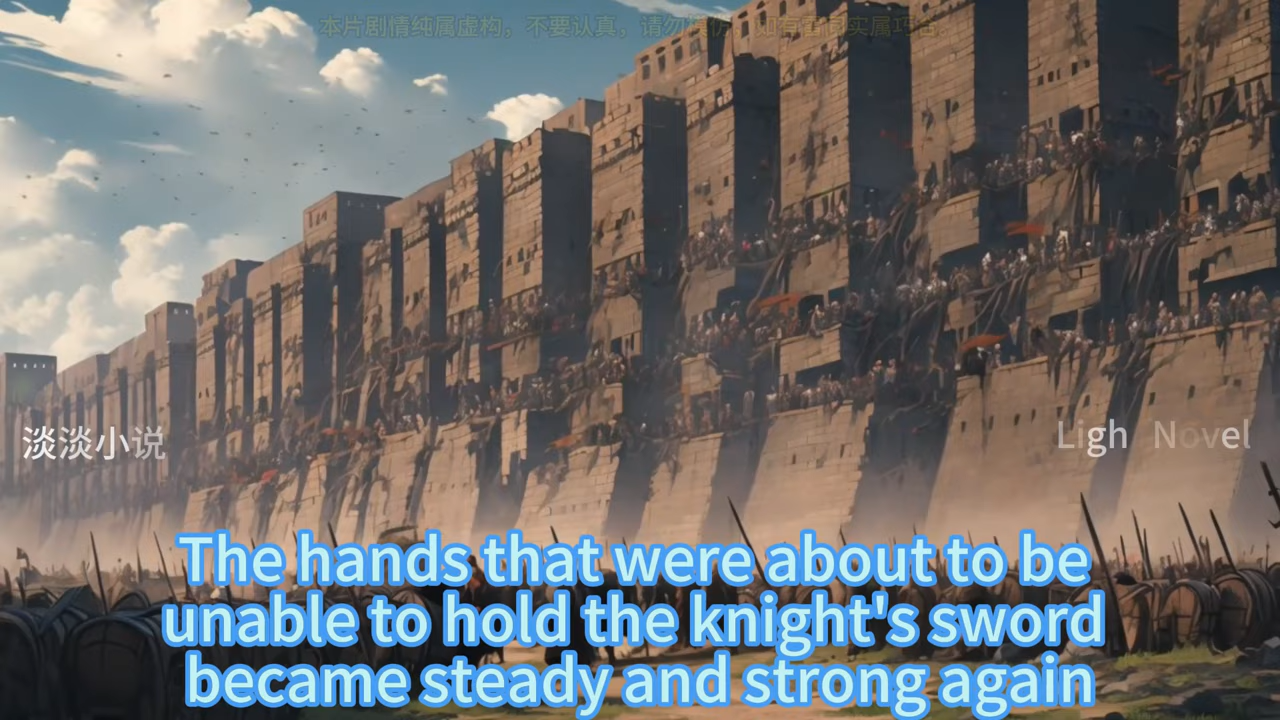 本片剧情纯属虚构，不要认真，请勿模仿，如有雷同实属巧合
淡淡小说
Ligh Novel
The hands that were about to be
unable to hold the knight's sword
became steady and strong again